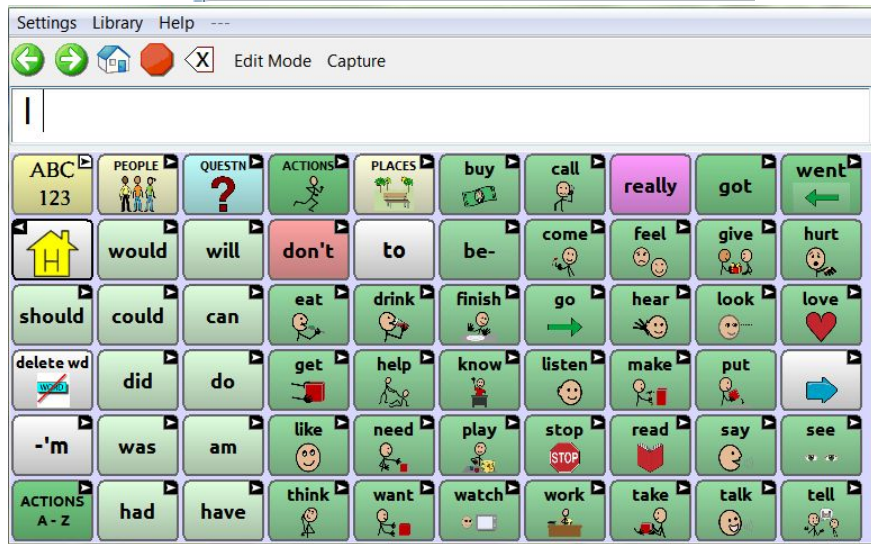 Settings Library Help ---
X Edit Mode Capture
I
ABC 123 PEOPLE QUESTN ? ACTIONS PLACES buy call really got went
H would will don't to be- come feel give hurt
should could can eat drink finish go hear look love
delete wd WORD did do get help know listen make put
-'m was am like need play stop STOP read say see
ACTIONS A - Z had have think want watch work take talk tell